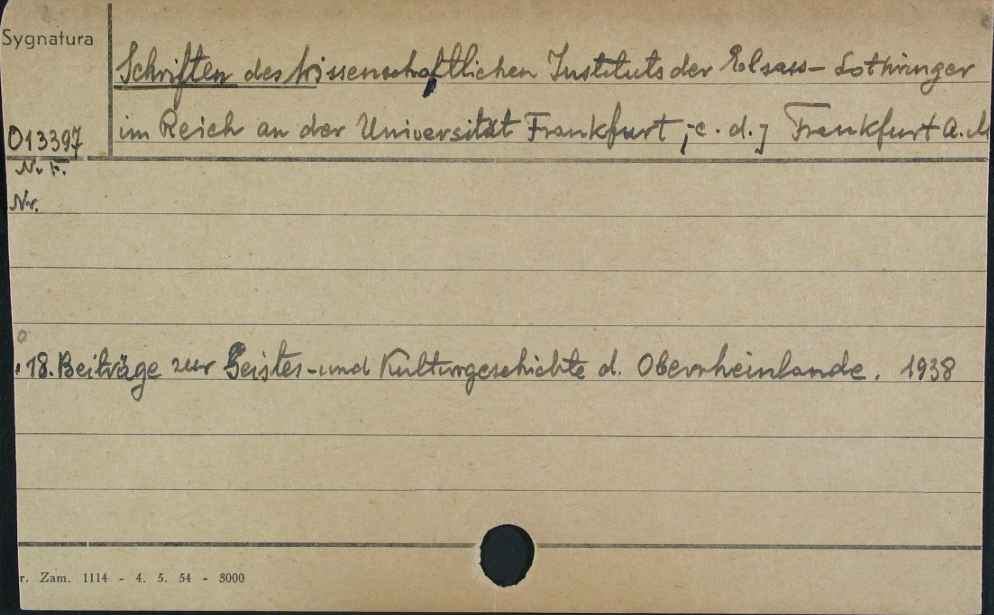 Sygnatura
Schriften des Wissenschaftlichen Instituts der Elsass-Lothringer
013397
im Reich an der Universität Frankfurt, [c. d.] Frankfurt a. M
N. F.
Nr.
18. Beiträge zur Geistes- und Kulturgeschichte d. Oberrheinlande. 1938
r. Zam. 1114 - 4. 5. 54 - 3000